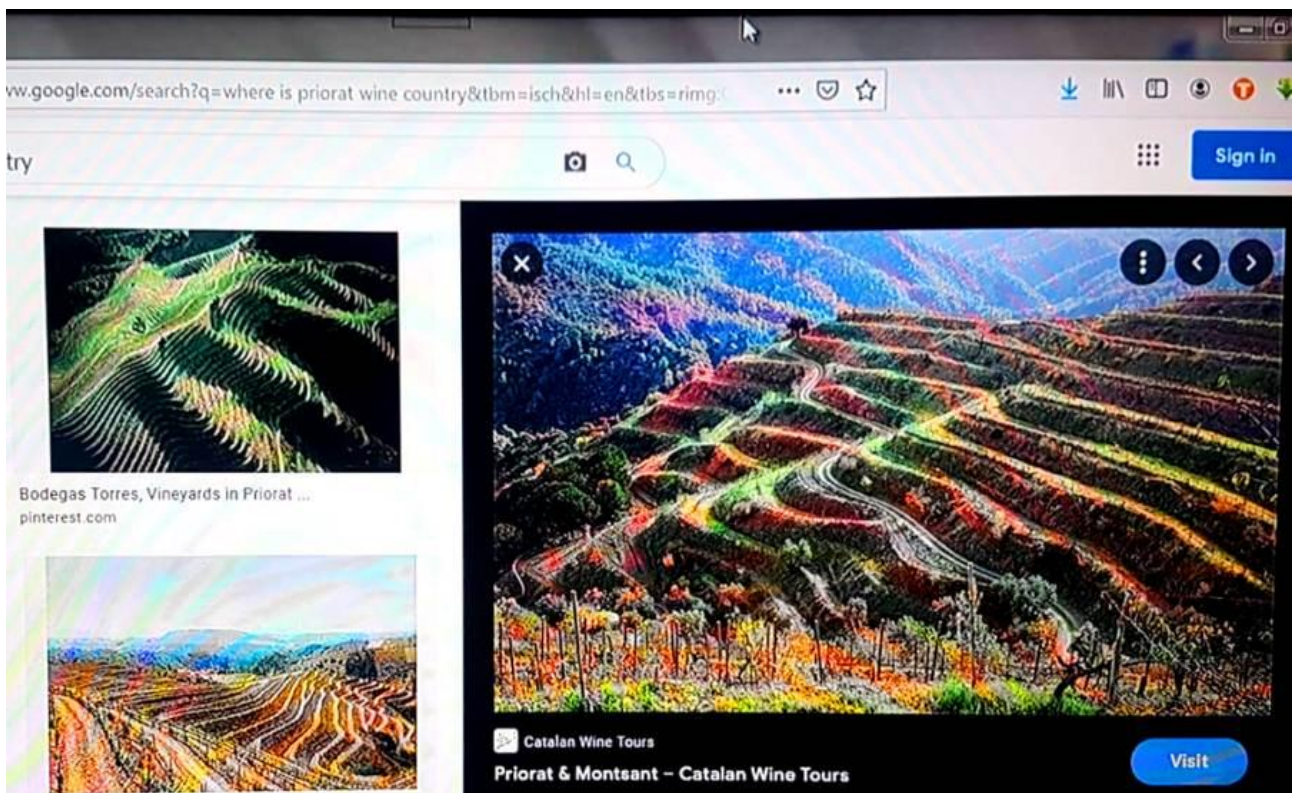 ww.google.com/search?q=where is priorat wine country&tbm=isch&hl=en&tbs=rimg:
try
Sign in
Bodegas Torres, Vineyards in Priorat ...
pinterest.com
Catalan Wine Tours
Priorat & Montsant – Catalan Wine Tours
Visit